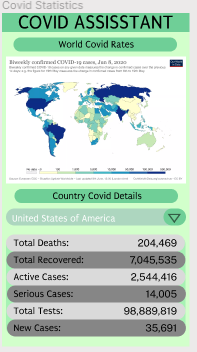 Covid Statistics
COVID ASSISSTANT
World Covid Rates
Biweekly confirmed COVID-19 cases, Jan 8, 2020
Country Covid Details
United States of America
Total Deaths: 204,469
Total Recovered: 7,045,535
Active Cases: 2,544,416
Serious Cases: 14,005
Total Tests: 98,889,819
New Cases: 35,691